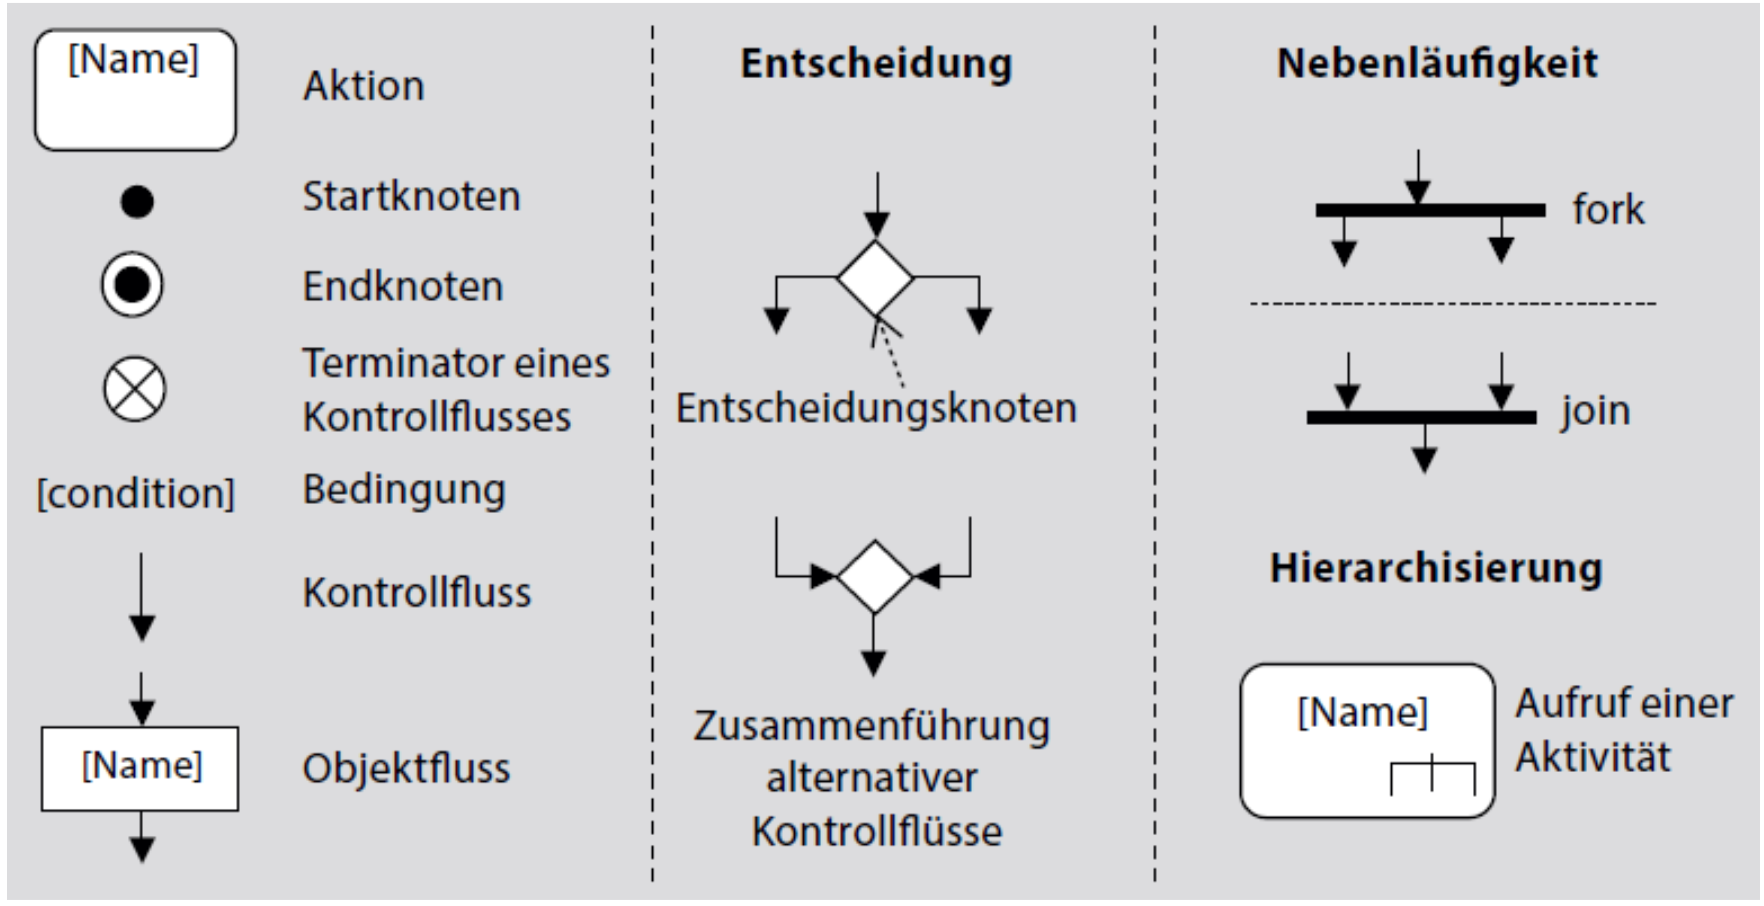 [Name]
Aktion
Startknoten
Endknoten
Terminator eines
Kontrollflusses
[condition]
Bedingung
Kontrollfluss
[Name]
Objektfluss
Entscheidung
Entscheidungsknoten
Zusammenführung
alternativer
Kontrollflüsse
Nebenläufigkeit
fork
join
Hierarchisierung
[Name]
Aufruf einer
Aktivität